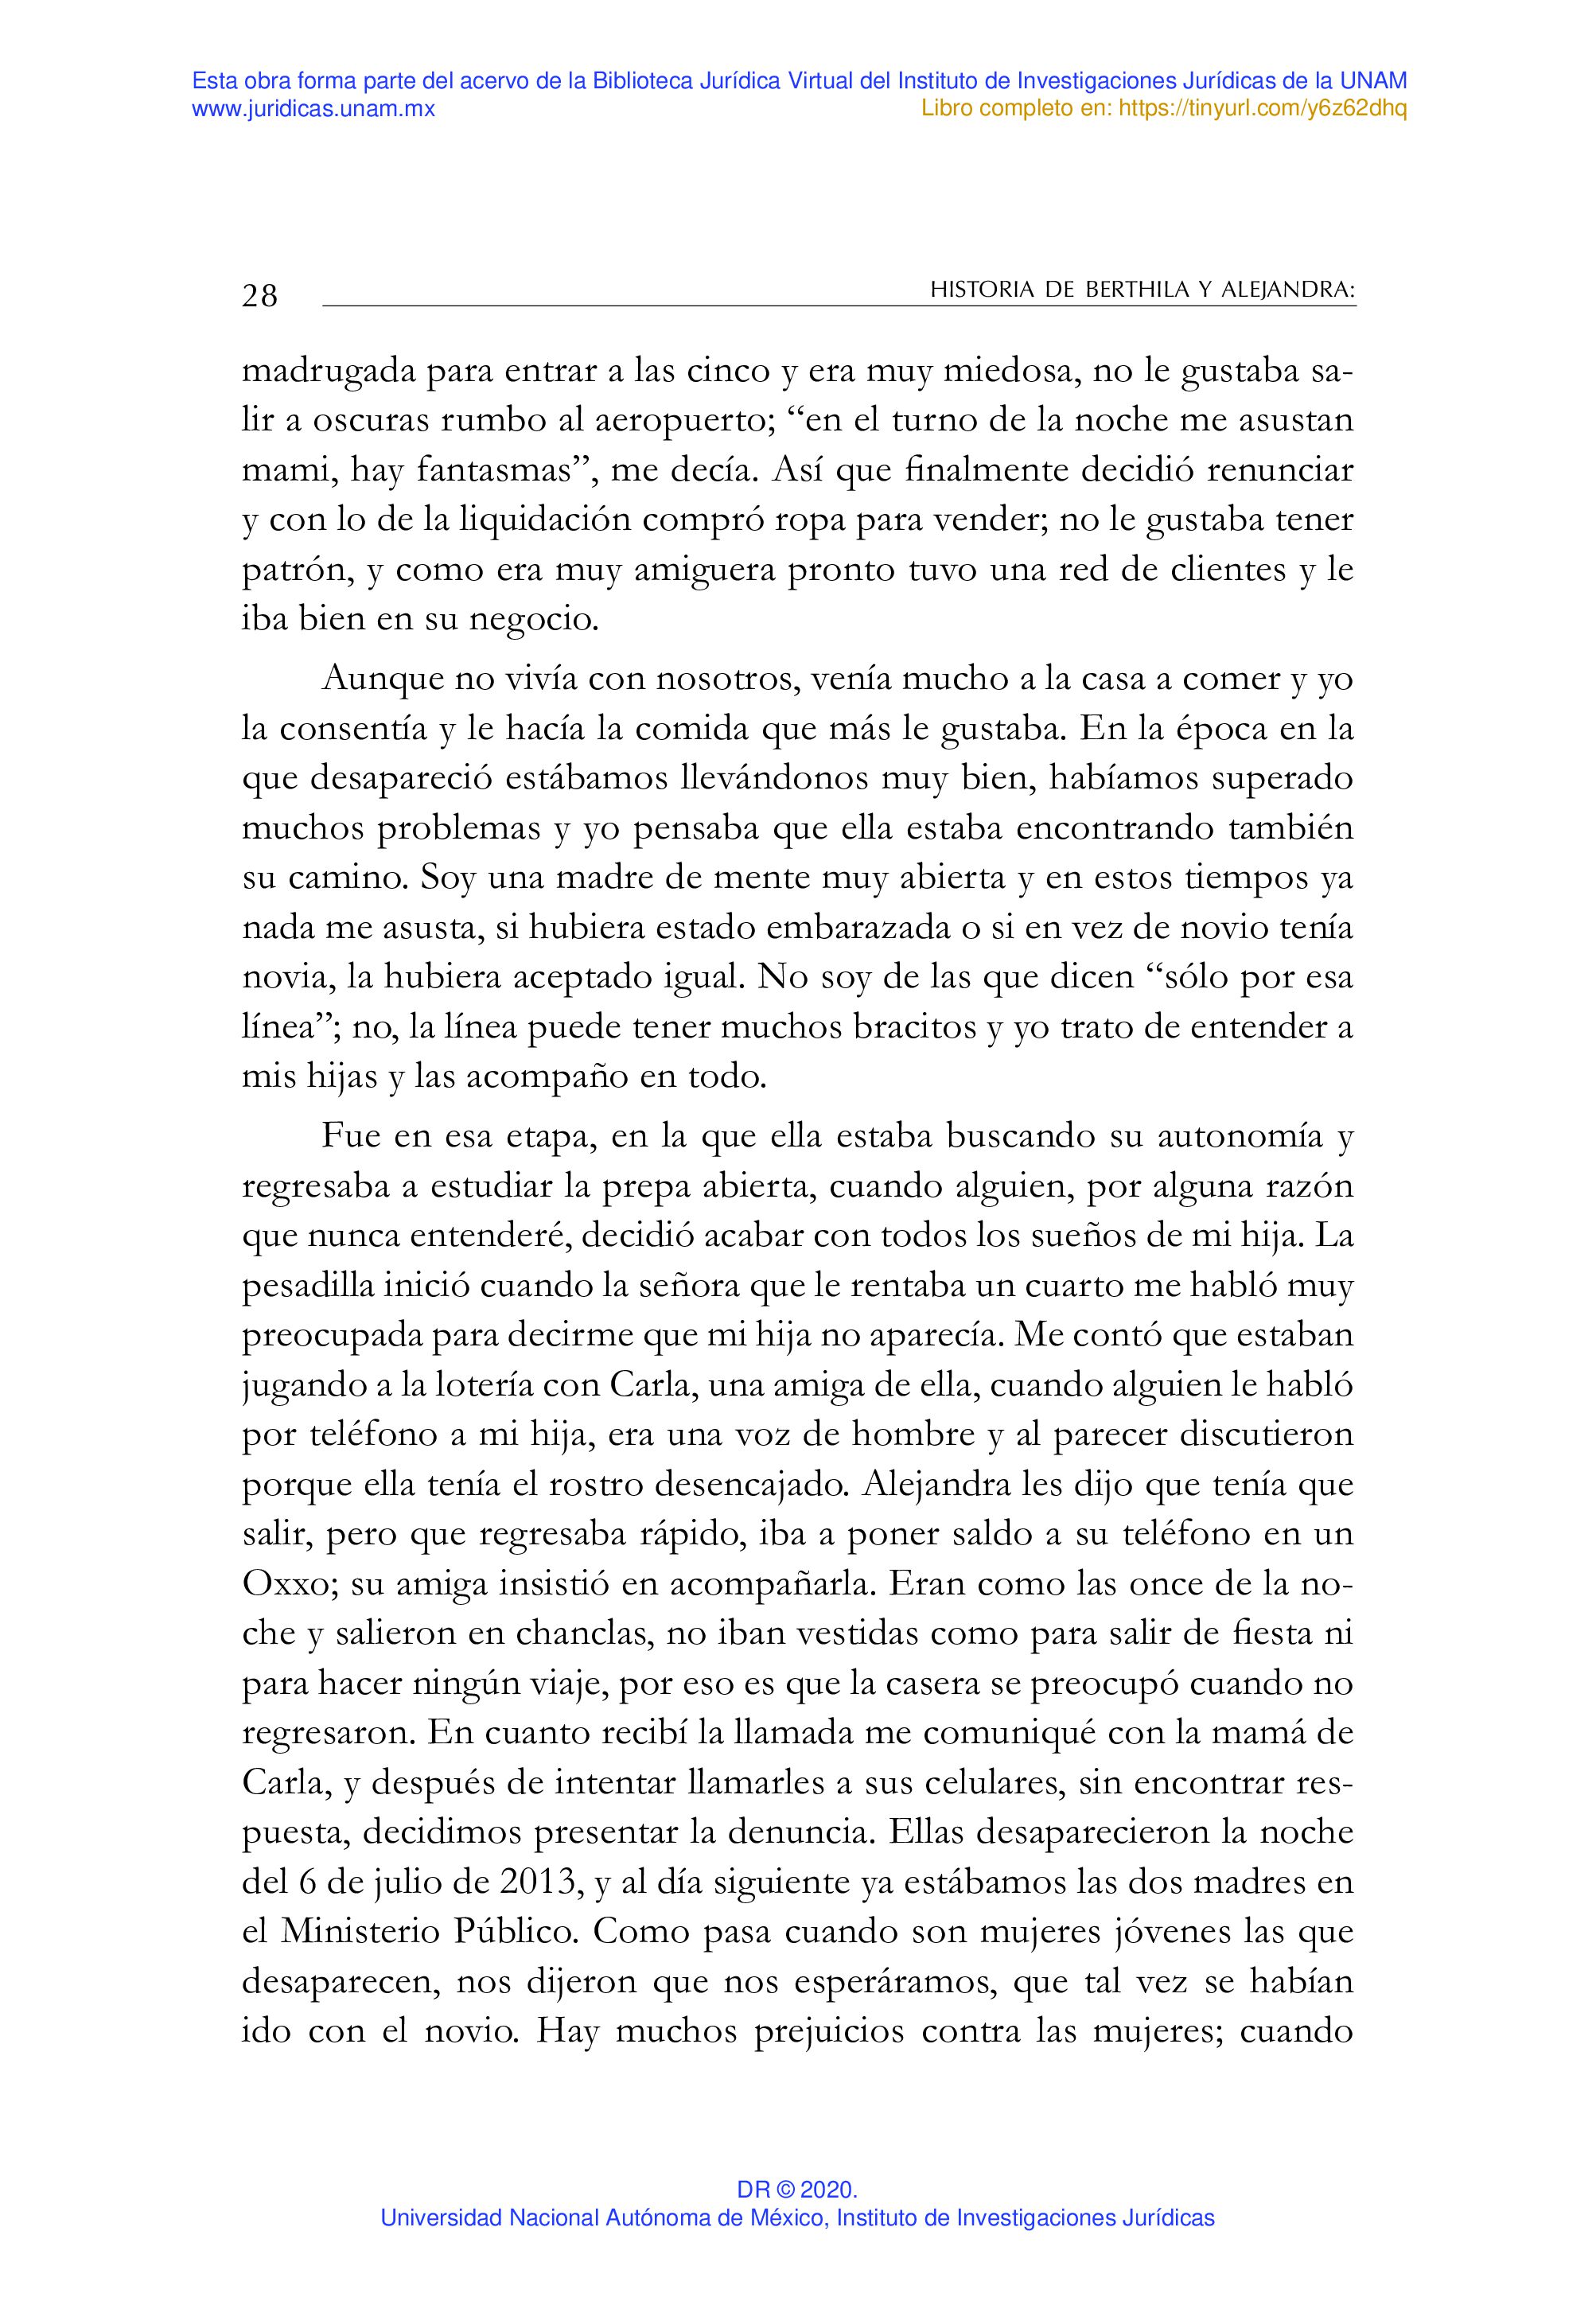 Esta obra forma parte del acervo de la Biblioteca Jurídica Virtual del Instituto de Investigaciones Jurídicas de la UNAM
www.juridicas.unam.mx
Libro completo en: https://tinyurl.com/y6z62dhq
28
HISTORIA DE BERTHILA Y ALEJANDRA:
madrugada para entrar a las cinco y era muy miedosa, no le gustaba sa-
lir a oscuras rumbo al aeropuerto; “en el turno de la noche me asustan
mami, hay fantasmas”, me decía. Así que finalmente decidió renunciar
y con lo de la liquidación compró ropa para vender; no le gustaba tener
patrón, y como era muy amiguera pronto tuvo una red de clientes y le
iba bien en su negocio.
Aunque no vivía con nosotros, venía mucho a la casa a comer y yo
la consentía y le hacía la comida que más le gustaba. En la época en la
que desapareció estábamos llevándonos muy bien, habíamos superado
muchos problemas y yo pensaba que ella estaba encontrando también
su camino. Soy una madre de mente muy abierta y en estos tiempos ya
nada me asusta, si hubiera estado embarazada o si en vez de novio tenía
novia, la hubiera aceptado igual. No soy de las que dicen “sólo por esa
línea”; no, la línea puede tener muchos bracitos y yo trato de entender a
mis hijas y las acompaño en todo.
Fue en esa etapa, en la que ella estaba buscando su autonomía y
regresaba a estudiar la prepa abierta, cuando alguien, por alguna razón
que nunca entenderé, decidió acabar con todos los sueños de mi hija. La
pesadilla inició cuando la señora que le rentaba un cuarto me habló muy
preocupada para decirme que mi hija no aparecía. Me contó que estaban
jugando a la lotería con Carla, una amiga de ella, cuando alguien le habló
por teléfono a mi hija, era una voz de hombre y al parecer discutieron
porque ella tenía el rostro desencajado. Alejandra les dijo que tenía que
salir, pero que regresaba rápido, iba a poner saldo a su teléfono en un
Oxxo; su amiga insistió en acompañarla. Eran como las once de la no-
che y salieron en chanclas, no iban vestidas como para salir de fiesta ni
para hacer ningún viaje, por eso es que la casera se preocupó cuando no
regresaron. En cuanto recibí la llamada me comuniqué con la mamá de
Carla, y después de intentar llamarles a sus celulares, sin encontrar res-
puesta, decidimos presentar la denuncia. Ellas desaparecieron la noche
del 6 de julio de 2013, y al día siguiente ya estábamos las dos madres en
el Ministerio Público. Como pasa cuando son mujeres jóvenes las que
desaparecen, nos dijeron que nos esperáramos, que tal vez se habían
ido con el novio. Hay muchos prejuicios contra las mujeres; cuando
DR © 2020.
Universidad Nacional Autónoma de México, Instituto de Investigaciones Jurídicas